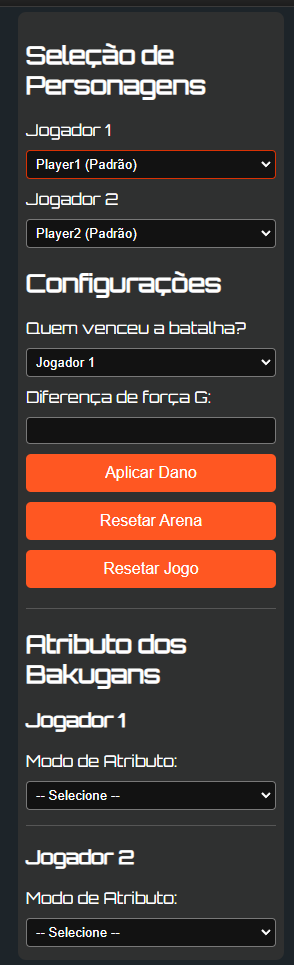 Seleção de
Personagens
Jogador 1
Player1 (Padrão)
Jogador 2
Player2 (Padrão)
Configurações
Quem venceu a batalha?
Jogador 1
Diferença de força G:
Aplicar Dano
Resetar Arena
Resetar Jogo
Atributo dos
Bakugans
Jogador 1
Modo de Atributo:
-- Selecione --
Jogador 2
Modo de Atributo:
-- Selecione --